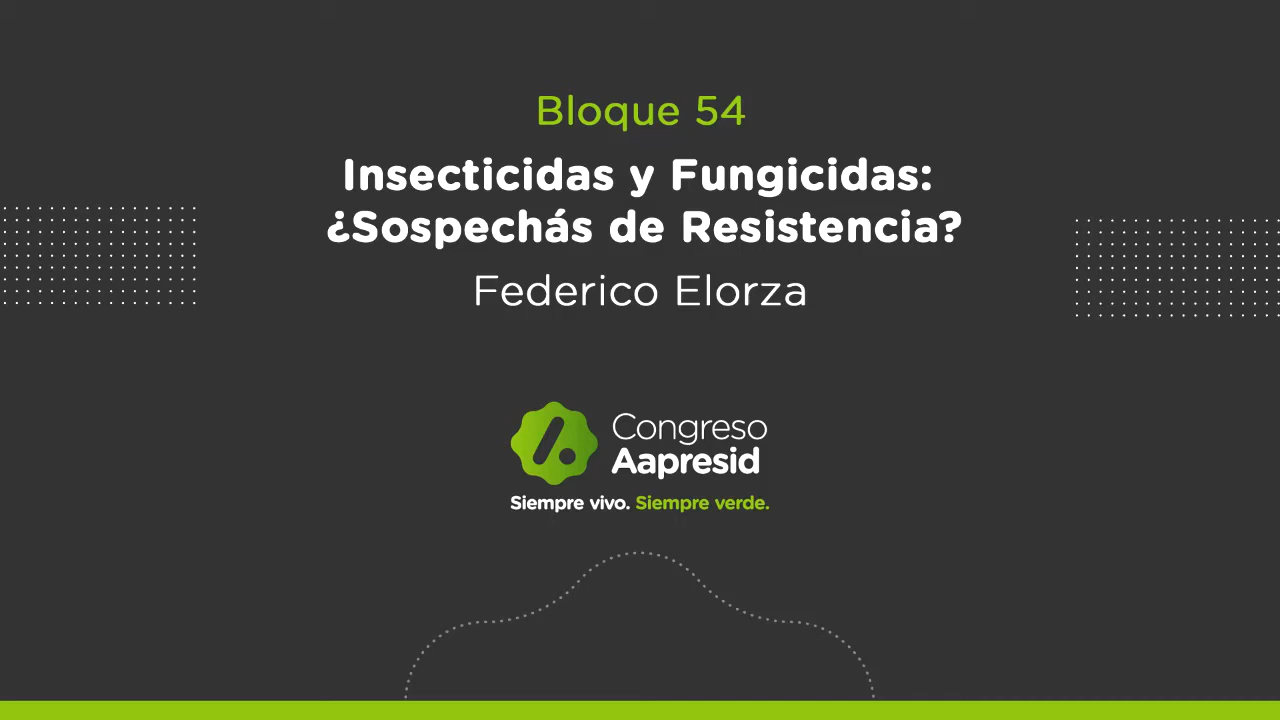 Bloque 54
Insecticidas y Fungicidas:
¿Sospechás de Resistencia?
Federico Elorza
Congreso
Aapresid
Siempre vivo. Siempre verde.